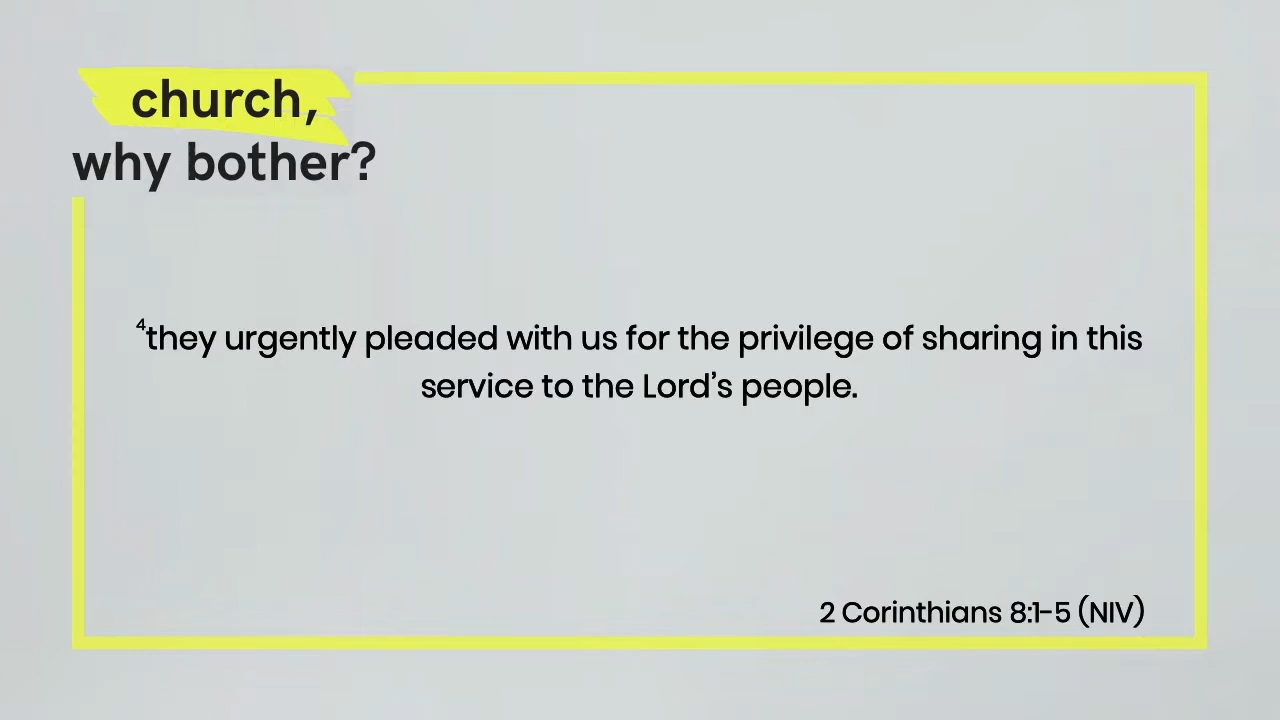 church,
why bother?
⁴they urgently pleaded with us for the privilege of sharing in this
service to the Lord’s people.
2 Corinthians 8:1-5 (NIV)